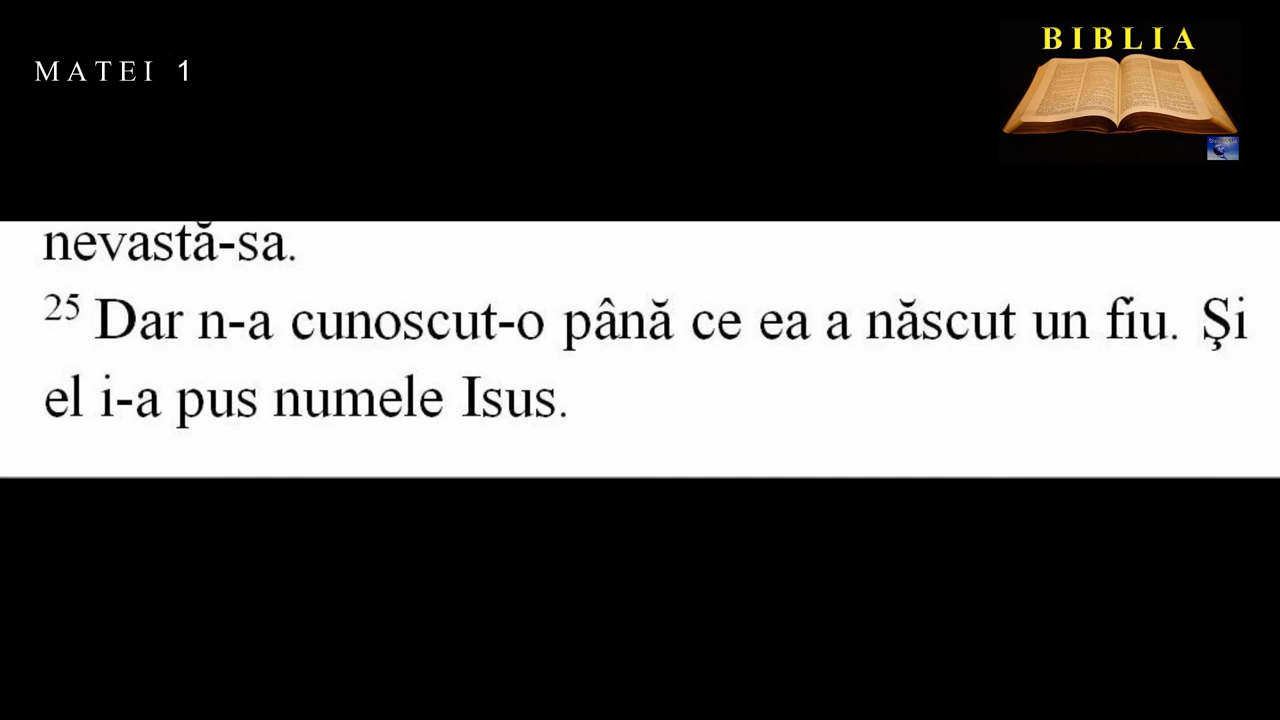 BIBLIA
MATEI 1
nevastă-sa.
25 Dar n-a cunoscut-o până ce ea a născut un fiu. Şi
el i-a pus numele Isus.